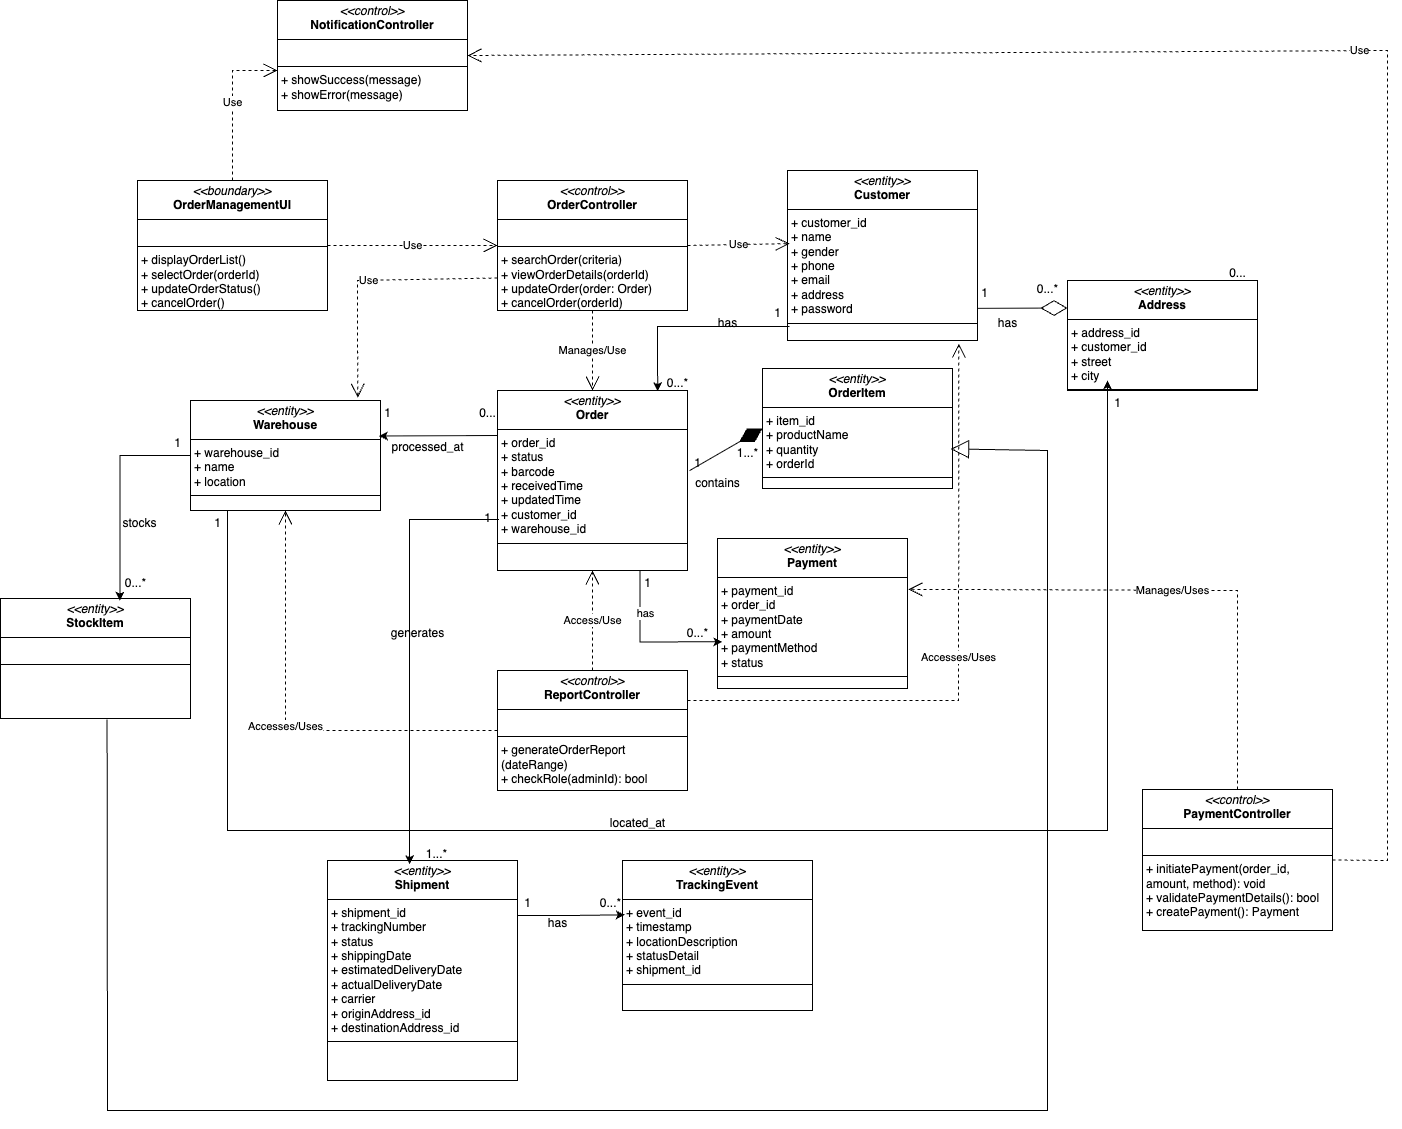 <<control>>
NotificationController
+ showSuccess(message)
+ showError(message)
Use
Use
<<boundary>>
OrderManagementUI
+ displayOrderList()
+ selectOrder(orderId)
+ updateOrderStatus()
+ cancelOrder()
Use
<<control>>
OrderController
+ searchOrder(criteria)
+ viewOrderDetails(orderId)
+ updateOrder(order: Order)
+ cancelOrder(orderId)
Use
Use
Manages/Use
<<entity>>
Customer
+ customer_id
+ name
+ gender
+ phone
+ email
+ address
+ password
1
has
0...*
1
has
0...*
0...
<<entity>>
Address
+ address_id
+ customer_id
+ street
+ city
1
<<entity>>
Warehouse
+ warehouse_id
+ name
+ location
1
0...
processed_at
<<entity>>
Order
+ order_id
+ status
+ barcode
+ receivedTime
+ updatedTime
+ customer_id
+ warehouse_id
1
contains
1...*
<<entity>>
OrderItem
+ item_id
+ productName
+ quantity
+ orderId
1
stocks
0...*
1
1
<<entity>>
StockItem
generates
Access/Use
1
has
0...*
<<entity>>
Payment
+ payment_id
+ order_id
+ paymentDate
+ amount
+ paymentMethod
+ status
Manages/Uses
Accesses/Uses
Accesses/Uses
<<control>>
ReportController
+ generateOrderReport
(dateRange)
+ checkRole(adminId): bool
located_at
<<control>>
PaymentController
+ initiatePayment(order_id,
amount, method): void
+ validatePaymentDetails(): bool
+ createPayment(): Payment
1...*
<<entity>>
Shipment
+ shipment_id
+ trackingNumber
+ status
+ shippingDate
+ estimatedDeliveryDate
+ actualDeliveryDate
+ carrier
+ originAddress_id
+ destinationAddress_id
1
has
0...*
<<entity>>
TrackingEvent
+ event_id
+ timestamp
+ locationDescription
+ statusDetail
+ shipment_id